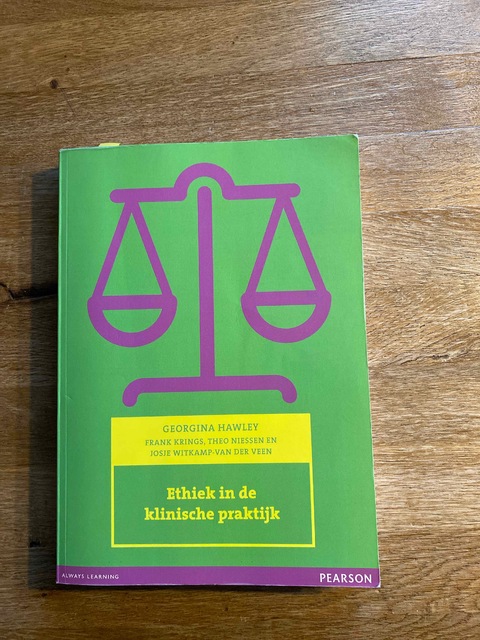 GEORGINA HAWLEY
FRANK KRINGS, THEO NIESSEN EN
JOSJE WITKAMP-VAN DER VEEN
Ethiek in de
klinische praktijk
ALWAYS LEARNING
PEARSON